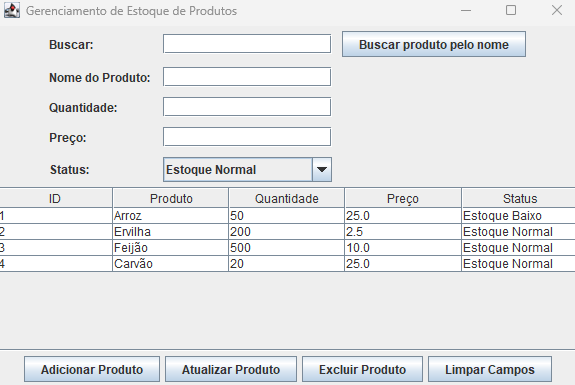 Gerenciamento de Estoque de Produtos
Buscar: Buscar produto pelo nome
Nome do Produto:
Quantidade:
Preço:
Status: Estoque Normal
ID Produto Quantidade Preço Status
1 Arroz 50 25.0 Estoque Baixo
2 Ervilha 200 2.5 Estoque Normal
3 Feijão 500 10.0 Estoque Normal
4 Carvão 20 25.0 Estoque Normal
Adicionar Produto Atualizar Produto Excluir Produto Limpar Campos